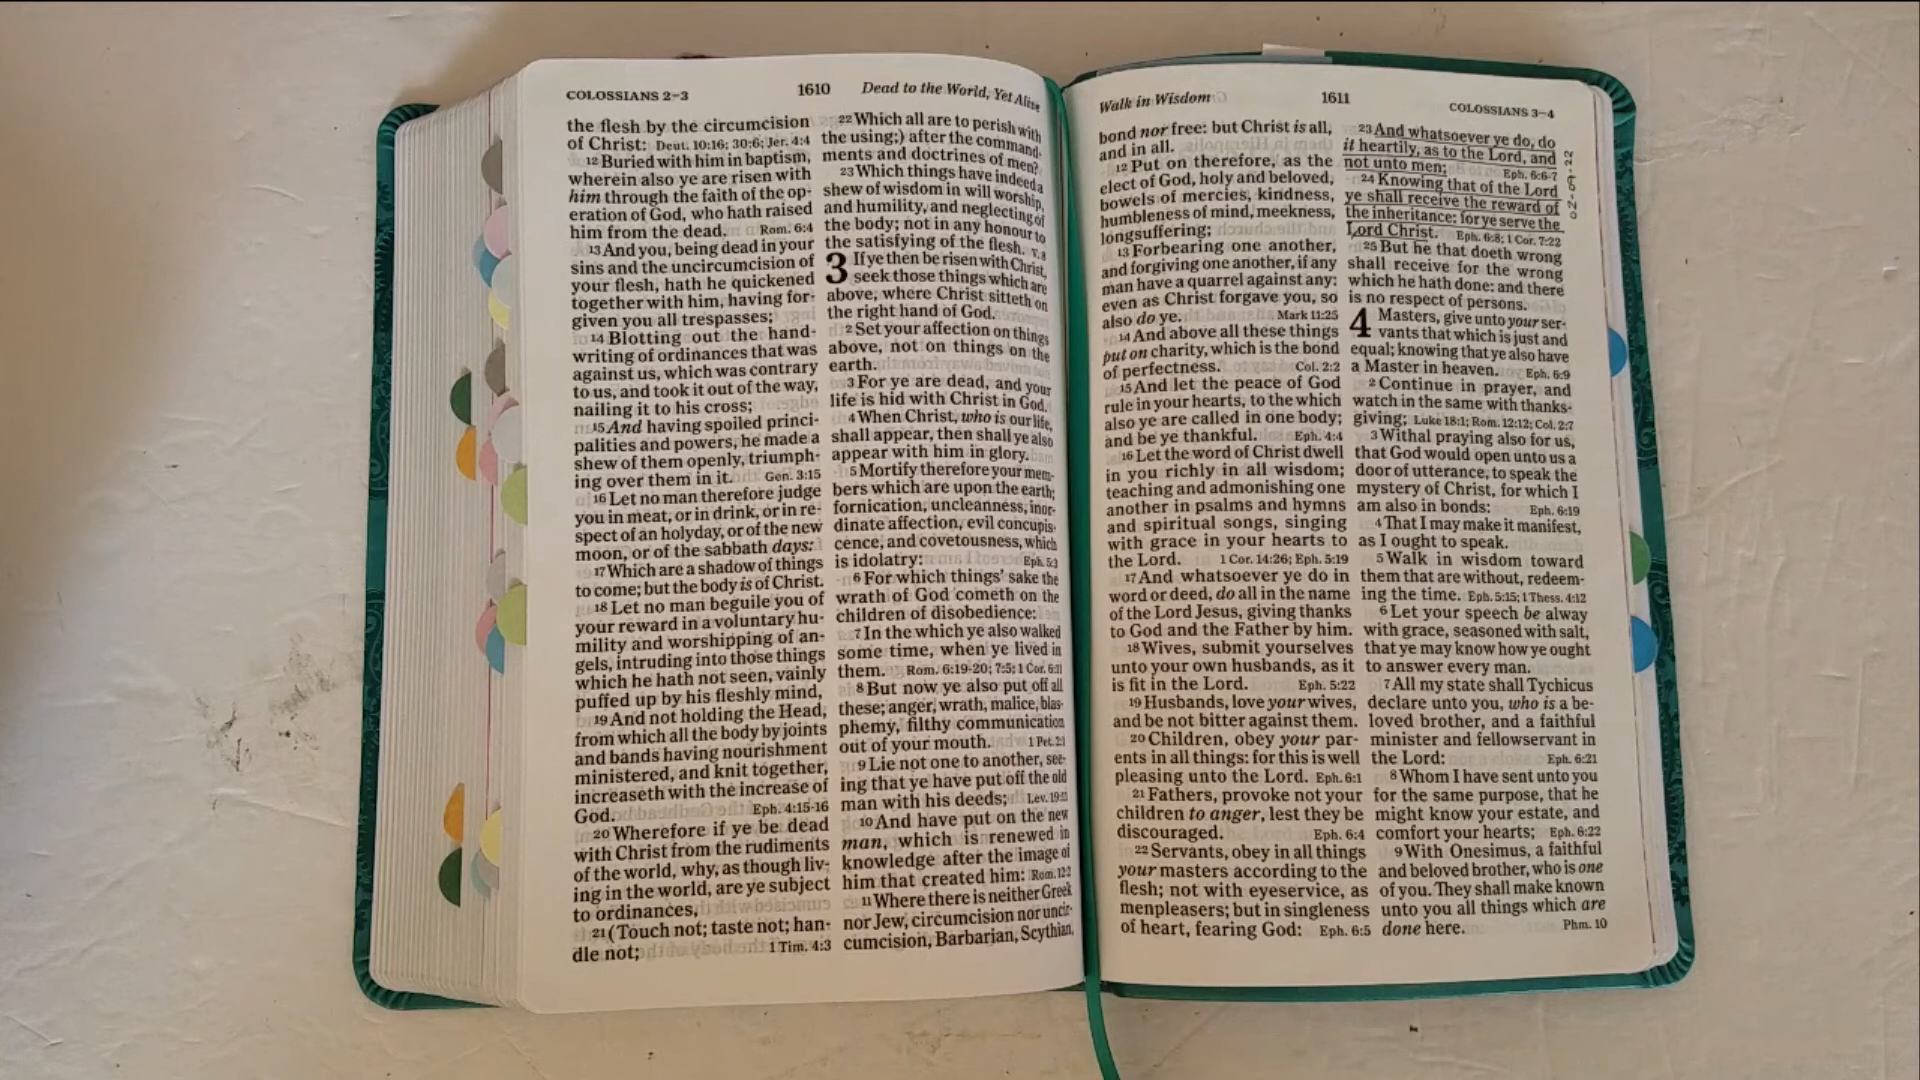 COLOSSIANS 2–3
1610
Dead to the World, Yet Alive
the flesh by the circumcision
of Christ: Deut. 10:16; 30:6; Jer. 4:4
12 Buried with him in baptism,
wherein also ye are risen with
him through the faith of the op-
eration of God, who hath raised
him from the dead. Rom. 6:4
13 And you, being dead in your
sins and the uncircumcision of
your flesh, hath he quickened
together with him, having for-
given you all trespasses;
14 Blotting out the hand-
writing of ordinances that was
against us, which was contrary
to us, and took it out of the way,
nailing it to his cross;
15 And having spoiled princi-
palities and powers, he made a
shew of them openly, triumph-
ing over them in it. Gen. 3:15
16 Let no man therefore judge
you in meat, or in drink, or in re-
spect of an holyday, or of the new
moon, or of the sabbath days:
17 Which are a shadow of things
to come; but the body is of Christ.
18 Let no man beguile you of
your reward in a voluntary hu-
mility and worshipping of an-
gels, intruding into those things
which he hath not seen, vainly
puffed up by his fleshly mind,
19 And not holding the Head,
from which all the body by joints
and bands having nourishment
ministered, and knit together,
increaseth with the increase of
God. Eph. 4:15-16
20 Wherefore if ye be dead
with Christ from the rudiments
of the world, why, as though liv-
ing in the world, are ye subject
to ordinances,
21 (Touch not; taste not; han-
dle not; 1 Tim. 4:3
22 Which all are to perish with
the using;) after the command-
ments and doctrines of men?
23 Which things have indeed a
shew of wisdom in will worship,
and humility, and neglecting of
the body; not in any honour to
the satisfying of the flesh. v. 8
3 If ye then be risen with Christ,
seek those things which are
above, where Christ sitteth on
the right hand of God.
2 Set your affection on things
above, not on things on the
earth.
3 For ye are dead, and your
life is hid with Christ in God.
4 When Christ, who is our life,
shall appear, then shall ye also
appear with him in glory.
5 Mortify therefore your mem-
bers which are upon the earth;
fornication, uncleanness, inor-
dinate affection, evil concupis-
cence, and covetousness, which
is idolatry: Eph. 5:3
6 For which things' sake the
wrath of God cometh on the
children of disobedience:
7 In the which ye also walked
some time, when ye lived in
them. Rom. 6:19-20; 7:5; 1 Cor. 6:11
8 But now ye also put off all
these; anger, wrath, malice, blas-
phemy, filthy communication
out of your mouth. 1 Pet. 2:1
9 Lie not one to another, see-
ing that ye have put off the old
man with his deeds; Lev. 19:11
10 And have put on the new
man, which is renewed in
knowledge after the image of
him that created him: Rom. 12:2
11 Where there is neither Greek
nor Jew, circumcision nor uncir-
cumcision, Barbarian, Scythian,
Walk in Wisdom
1611
COLOSSIANS 3–4
bond nor free: but Christ is all,
and in all.
12 Put on therefore, as the
elect of God, holy and beloved,
bowels of mercies, kindness,
humbleness of mind, meekness,
longsuffering;
13 Forbearing one another,
and forgiving one another, if any
man have a quarrel against any:
even as Christ forgave you, so
also do ye. Mark 11:25
14 And above all these things
put on charity, which is the bond
of perfectness. Col. 2:2
15 And let the peace of God
rule in your hearts, to the which
also ye are called in one body;
and be ye thankful. Eph. 4:4
16 Let the word of Christ dwell
in you richly in all wisdom;
teaching and admonishing one
another in psalms and hymns
and spiritual songs, singing
with grace in your hearts to
the Lord. 1 Cor. 14:26; Eph. 5:19
17 And whatsoever ye do in
word or deed, do all in the name
of the Lord Jesus, giving thanks
to God and the Father by him.
18 Wives, submit yourselves
unto your own husbands, as it
is fit in the Lord. Eph. 5:22
19 Husbands, love your wives,
and be not bitter against them.
20 Children, obey your par-
ents in all things: for this is well
pleasing unto the Lord. Eph. 6:1
21 Fathers, provoke not your
children to anger, lest they be
discouraged. Eph. 6:4
22 Servants, obey in all things
your masters according to the
flesh; not with eyeservice, as
menpleasers; but in singleness
of heart, fearing God: Eph. 6:5
23 And whatsoever ye do, do
it heartily, as to the Lord, and
not unto men; Eph. 6:6-7
24 Knowing that of the Lord
ye shall receive the reward of
the inheritance: for ye serve the
Lord Christ. Eph. 6:8; 1 Cor. 7:22
25 But he that doeth wrong
shall receive for the wrong
which he hath done: and there
is no respect of persons.
4 Masters, give unto your ser-
vants that which is just and
equal; knowing that ye also have
a Master in heaven. Eph. 6:9
2 Continue in prayer, and
watch in the same with thanks-
giving; Luke 18:1; Rom. 12:12; Col. 2:7
3 Withal praying also for us,
that God would open unto us a
door of utterance, to speak the
mystery of Christ, for which I
am also in bonds: Eph. 6:19
4 That I may make it manifest,
as I ought to speak.
5 Walk in wisdom toward
them that are without, redeem-
ing the time. Eph. 5:15; 1 Thess. 4:12
6 Let your speech be alway
with grace, seasoned with salt,
that ye may know how ye ought
to answer every man.
7 All my state shall Tychicus
declare unto you, who is a be-
loved brother, and a faithful
minister and fellowservant in
the Lord: Eph. 6:21
8 Whom I have sent unto you
for the same purpose, that he
might know your estate, and
comfort your hearts; Eph. 6:22
9 With Onesimus, a faithful
and beloved brother, who is one
of you. They shall make known
unto you all things which are
done here. Phm. 10